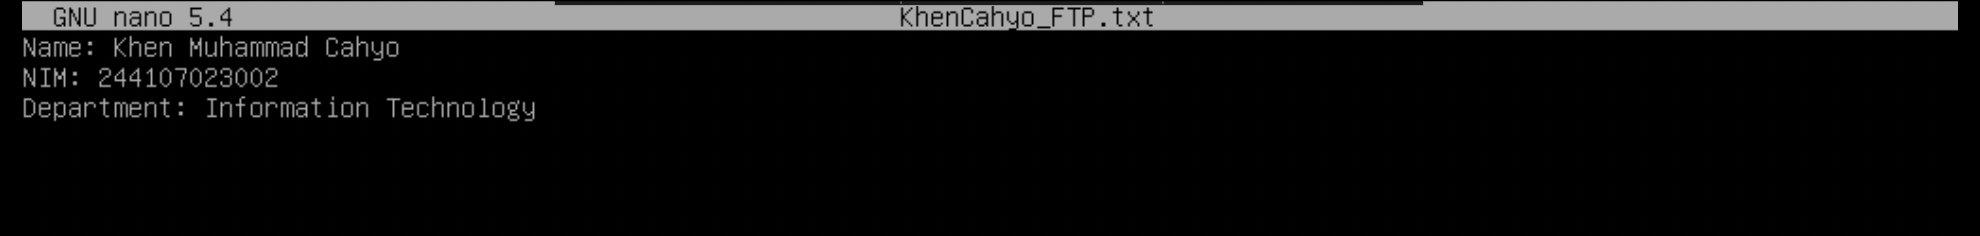 GNU nano 5.4 KhenCahyo_FTP.txt
Name: Khen Muhammad Cahyo
NIM: 244107023002
Department: Information Technology